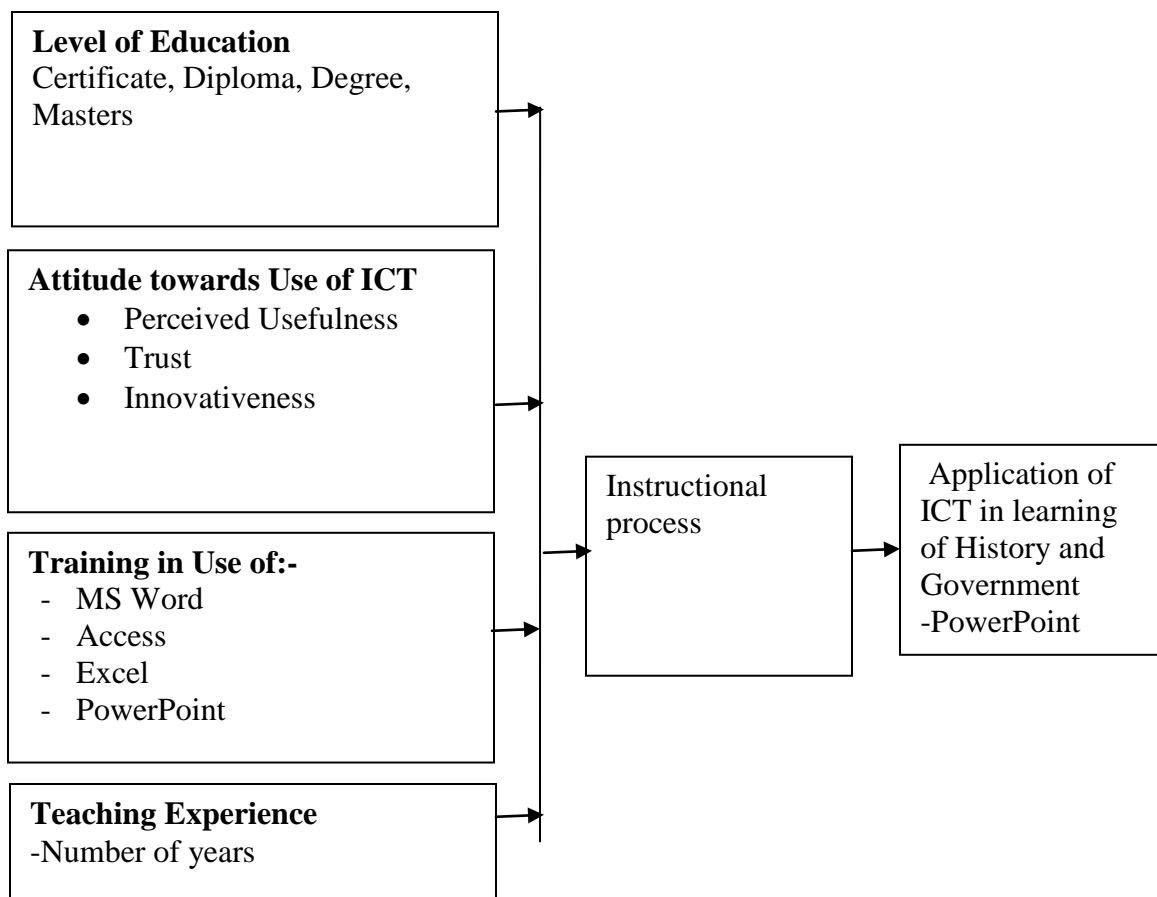 Level of Education
Certificate, Diploma, Degree,
Masters
Attitude towards Use of ICT
• Perceived Usefulness
• Trust
• Innovativeness
Training in Use of:-
- MS Word
- Access
- Excel
- PowerPoint
Teaching Experience
-Number of years
Instructional
process
Application of
ICT in learning
of History and
Government
-PowerPoint